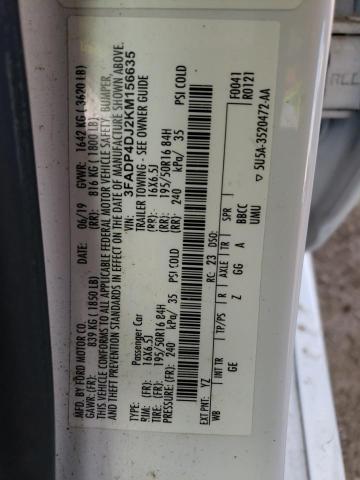 MFD. BY FORD MOTOR CO.
06/19 GVWR: 1642 KG ( 3620 LB)
GAWR:(FR): 839 KG (1850 LB) (RR): 816 KG (1800 LB)
THIS VEHICLE CONFORMS TO ALL APPLICABLE FEDERAL MOTOR VEHICLE SAFETY, BUMPER,
AND THEFT PREVENTION STANDARDS IN EFFECT ON THE DATE OF MANUFACTURE SHOWN ABOVE.
VIN: 3FADP4DJ2KM156635
TYPE: Passenger Car TRAILER TOWING - SEE OWNER GUIDE
RIM: (FR): 16X6.5J (RR): 16X6.5J
TIRE: (FR): 195/50R16 84H (RR): 195/50R16 84H
PRESSURE:(FR): 240 kPa/ 35 PSI COLD (RR): 240 kPa/ 35 PSI COLD
EXT PNT: YZ RC: 23 DSO: F0041
R0121
WB INT TR TP/PS R AXLE TR SPR
GE Z GG A BBCC
UMU
▽ 5U5A-3520472-AA